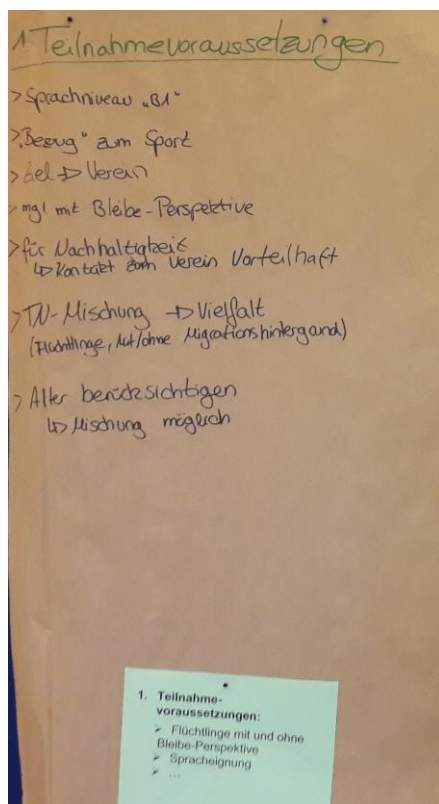 1 Teilnahmevoraussetzungen
> Sprachniveau „B1"
> „Bezug" zum Sport
> Verein
> mgl mit Bleibe-Perspektive
> für Nachhaltigkeit
↳ Kontakt zum Verein Vorteilhaft
> TN-Mischung → Vielfalt
(Flüchtlinge, Mit/ohne Migrationshintergrund)
> Alter berücksichtigen
↳ Mischung möglich
1. Teilnahme-
voraussetzungen:
➢ Flüchtlinge mit und ohne
Bleibe-Perspektive
➢ Spracheignung
➢ ...